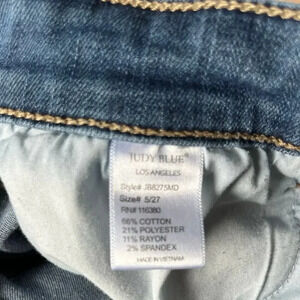 JUDY BLUE®
LOS ANGELES
Style# JB8275MD
Size# 5/27
RN# 116380
66% COTTON
21% POLYESTER
11% RAYON
2% SPANDEX
MADE IN VIETNAM